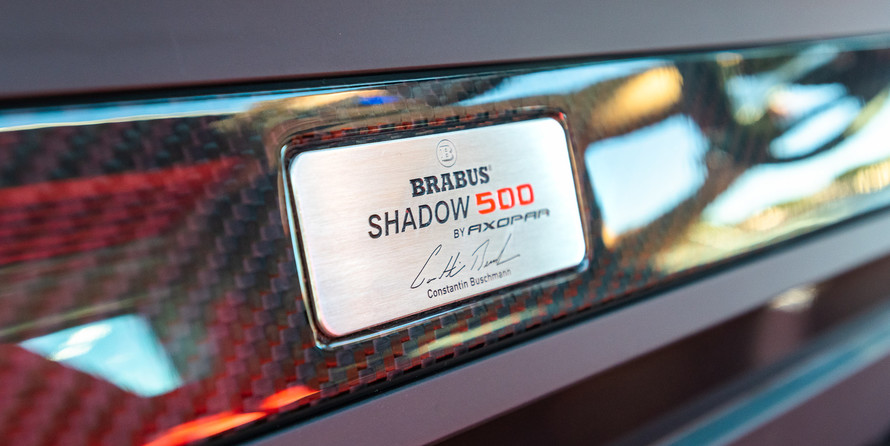 B
BRABUS
SHADOW 500
BY AXOPAR
Constantin Buschmann